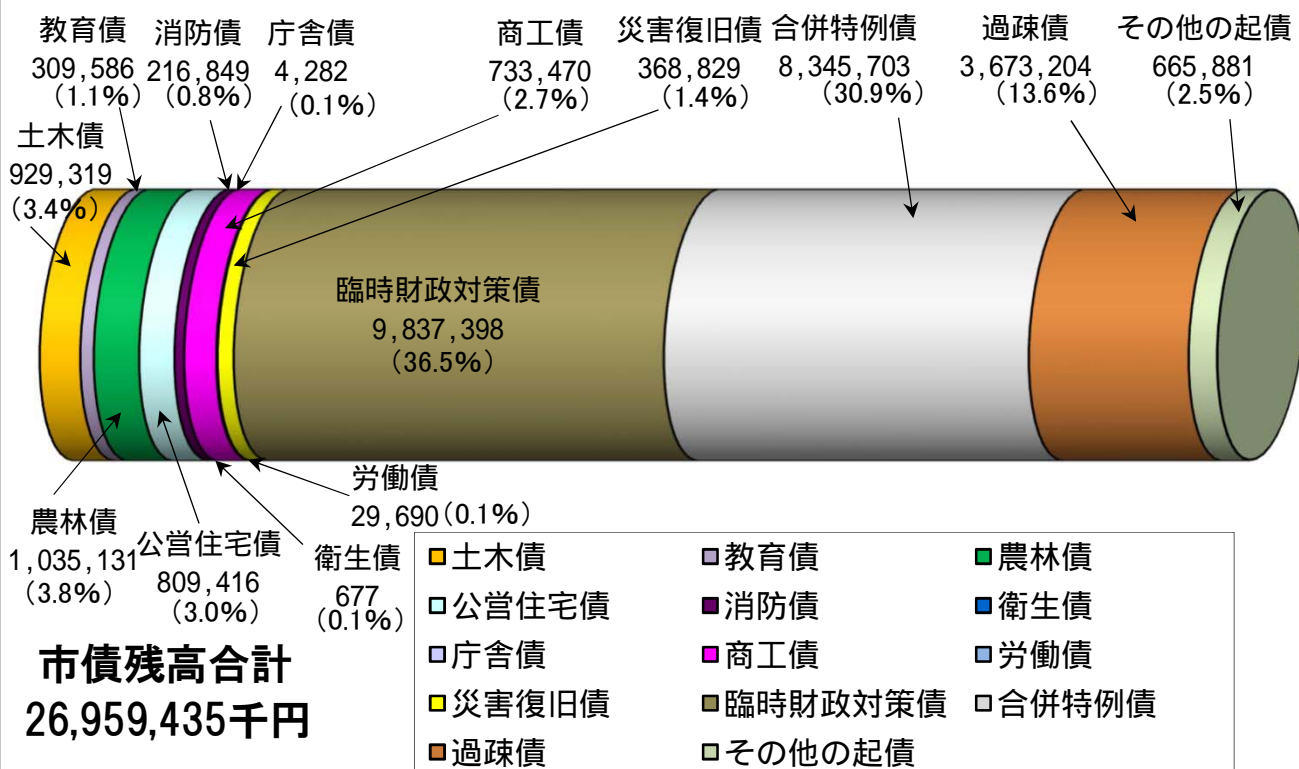 教育債
309,586
(1.1%)
消防債
216,849
(0.8%)
庁舎債
4,282
(0.1%)
商工債
733,470
(2.7%)
災害復旧債
368,829
(1.4%)
合併特例債
8,345,703
(30.9%)
過疎債
3,673,204
(13.6%)
その他の起債
665,881
(2.5%)
土木債
929,319
(3.4%)
臨時財政対策債
9,837,398
(36.5%)
労働債
29,690(0.1%)
農林債
1,035,131
(3.8%)
公営住宅債
809,416
(3.0%)
衛生債
677
(0.1%)
市債残高合計
26,959,435千円
土木債
教育債
農林債
公営住宅債
消防債
衛生債
庁舎債
商工債
労働債
災害復旧債
臨時財政対策債
合併特例債
過疎債
その他の起債